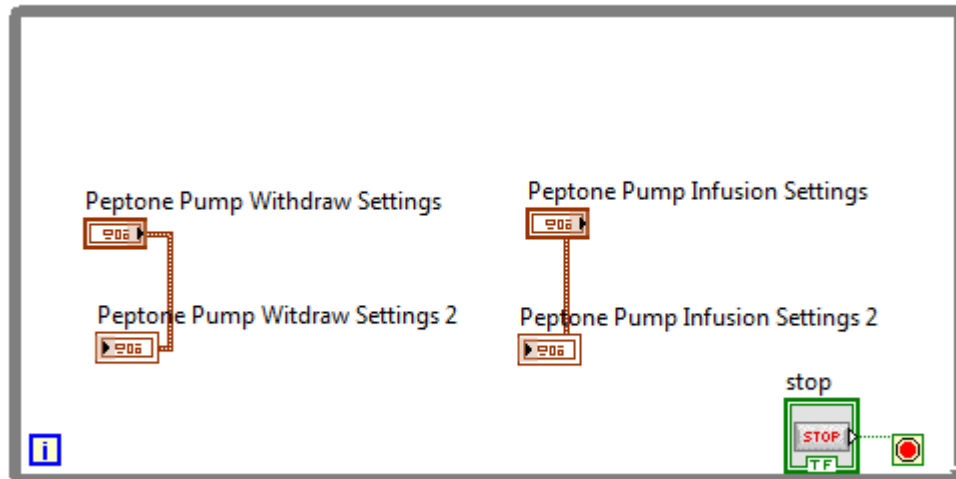 Peptone Pump Withdraw Settings
Peptone Pump Infusion Settings
Peptone Pump Witdraw Settings 2
Peptone Pump Infusion Settings 2
stop
STOP
TF
i